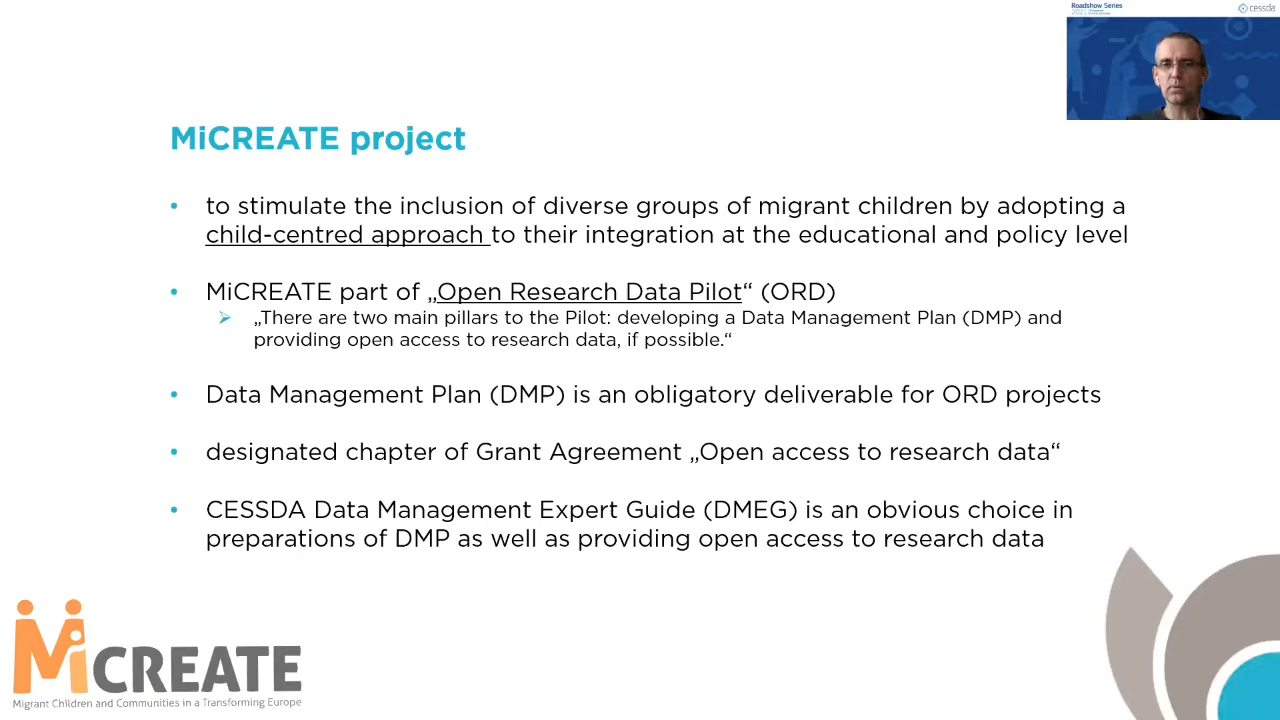 Roadshow Series
2021
cessda
MiCREATE project
• to stimulate the inclusion of diverse groups of migrant children by adopting a
child-centred approach to their integration at the educational and policy level
• MiCREATE part of „Open Research Data Pilot“ (ORD)
➢ „There are two main pillars to the Pilot: developing a Data Management Plan (DMP) and
providing open access to research data, if possible.“
• Data Management Plan (DMP) is an obligatory deliverable for ORD projects
• designated chapter of Grant Agreement „Open access to research data“
• CESSDA Data Management Expert Guide (DMEG) is an obvious choice in
preparations of DMP as well as providing open access to research data
MiCREATE
Migrant Children and Communities in a Transforming Europe